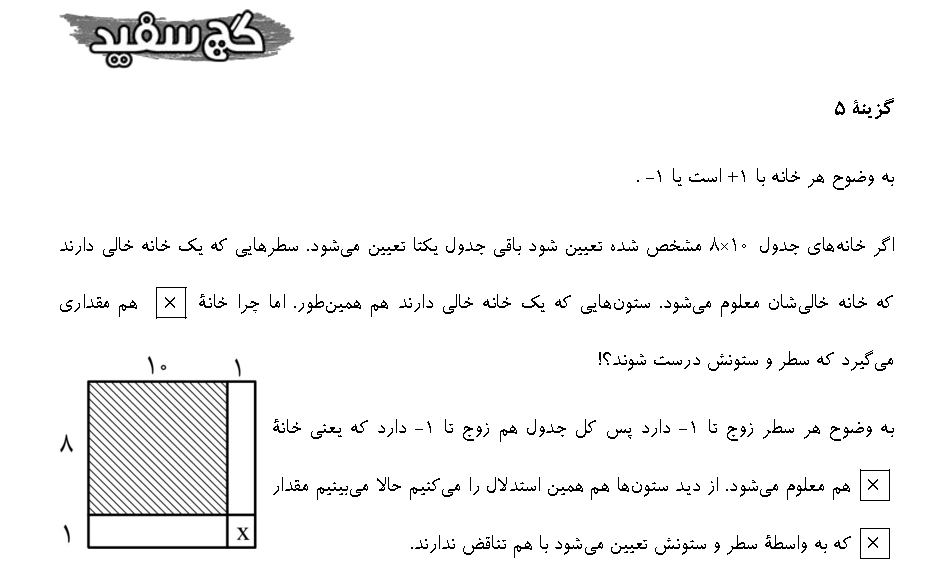 گچ سفید
گزینهٔ ۵
به وضوح هر خانه با ۱+ است یا ۱- .
اگر خانه‌های جدول ۸×۱۰ مشخص شده تعیین شود باقی جدول یکتا تعیین می‌شود. سطرهایی که یک خانه خالی دارند
که خانه خالی‌شان معلوم می‌شود. ستون‌هایی که یک خانه خالی دارند هم همین‌طور. اما چرا خانهٔ × هم مقداری
می‌گیرد که سطر و ستونش درست شوند؟!
به وضوح هر سطر زوج تا ۱- دارد پس کل جدول هم زوج تا ۱- دارد که یعنی خانهٔ
× هم معلوم می‌شود. از دید ستون‌ها هم همین استدلال را می‌کنیم حالا می‌بینیم مقدار
× که به واسطهٔ سطر و ستونش تعیین می‌شود با هم تناقض ندارند.
۱۰ ۱
۸
۱ x